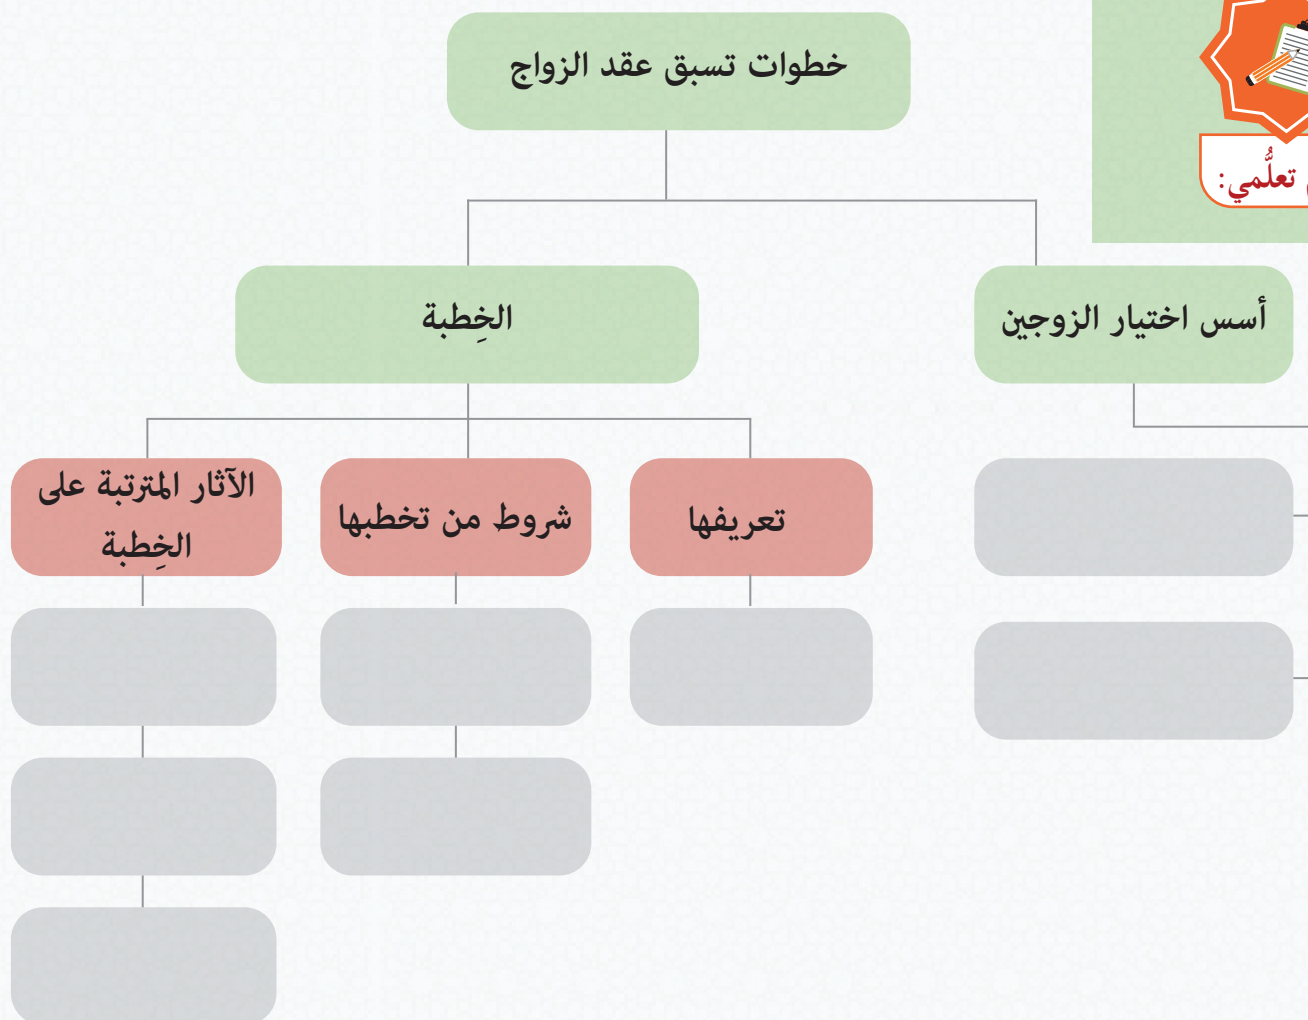 خطوات تسبق عقد الزواج
تعلُّمي:
أسس اختيار الزوجين
الخِطبة
تعريفها
شروط من تخطبها
الآثار المترتبة على
الخِطبة